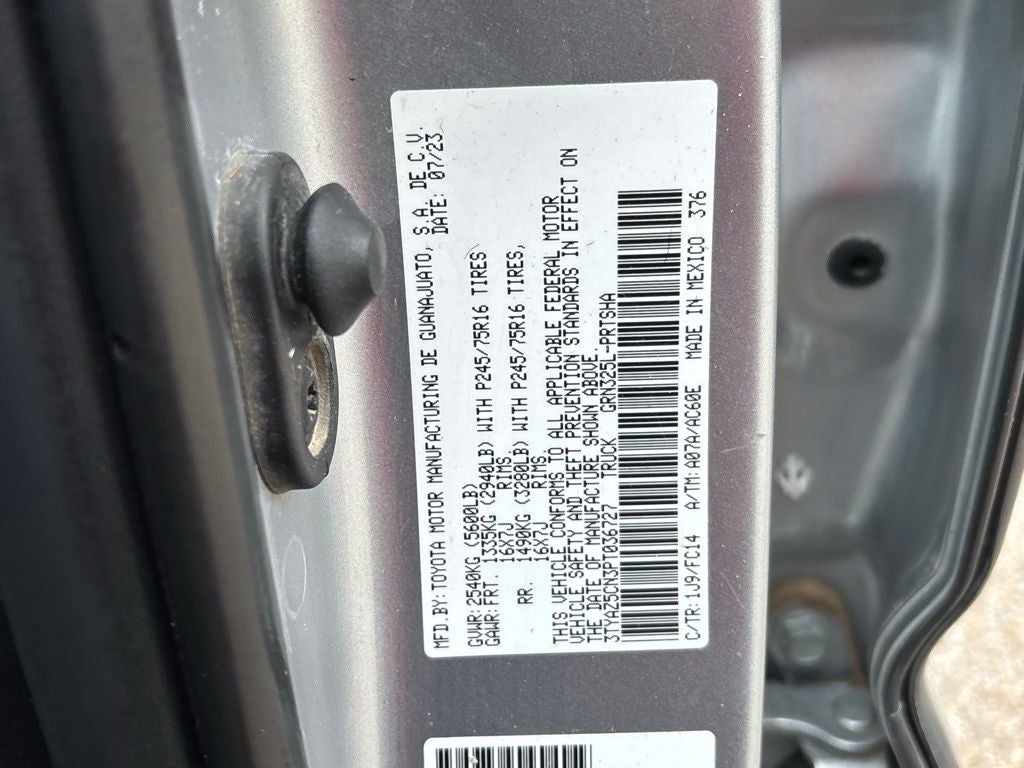 MFD.BY:TOYOTA MOTOR MANUFACTURING DE GUANAJUATO, S.A. DE C.V.
DATE: 07/23
GVWR:2540KG (5600LB)
GAWR:FRT. 1335KG (2940LB) WITH P245/75R16 TIRES
16X7J RIMS,
RR. 1490KG (3280LB) WITH P245/75R16 TIRES,
16X7J RIMS.
THIS VEHICLE CONFORMS TO ALL APPLICABLE FEDERAL MOTOR
VEHICLE SAFETY AND THEFT PREVENTION STANDARDS IN EFFECT ON
THE DATE OF MANUFACTURE SHOWN ABOVE.
3TYAZ5CN3PT036727 TRUCK GRN325L-PRTSHA
C/TR:1J9/FC14 A/TM:A07A/AC60E MADE IN MEXICO 376